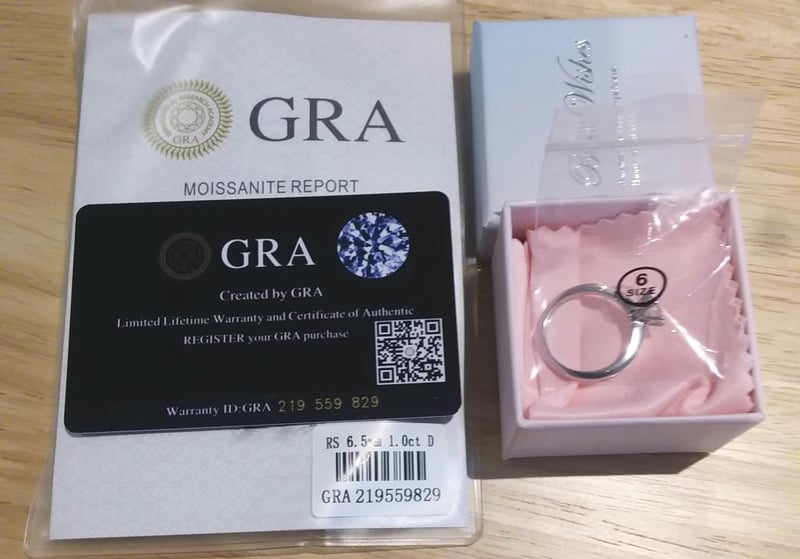 GRA
GRA
MOISSANITE REPORT
GRA
Created by GRA
Limited Lifetime Warranty and Certificate of Authentic
REGISTER your GRA purchase
Warranty ID:GRA 219 559 829
RS 6.5mm 1.0ct D
GRA 219559829
Wishes
6
SIZE